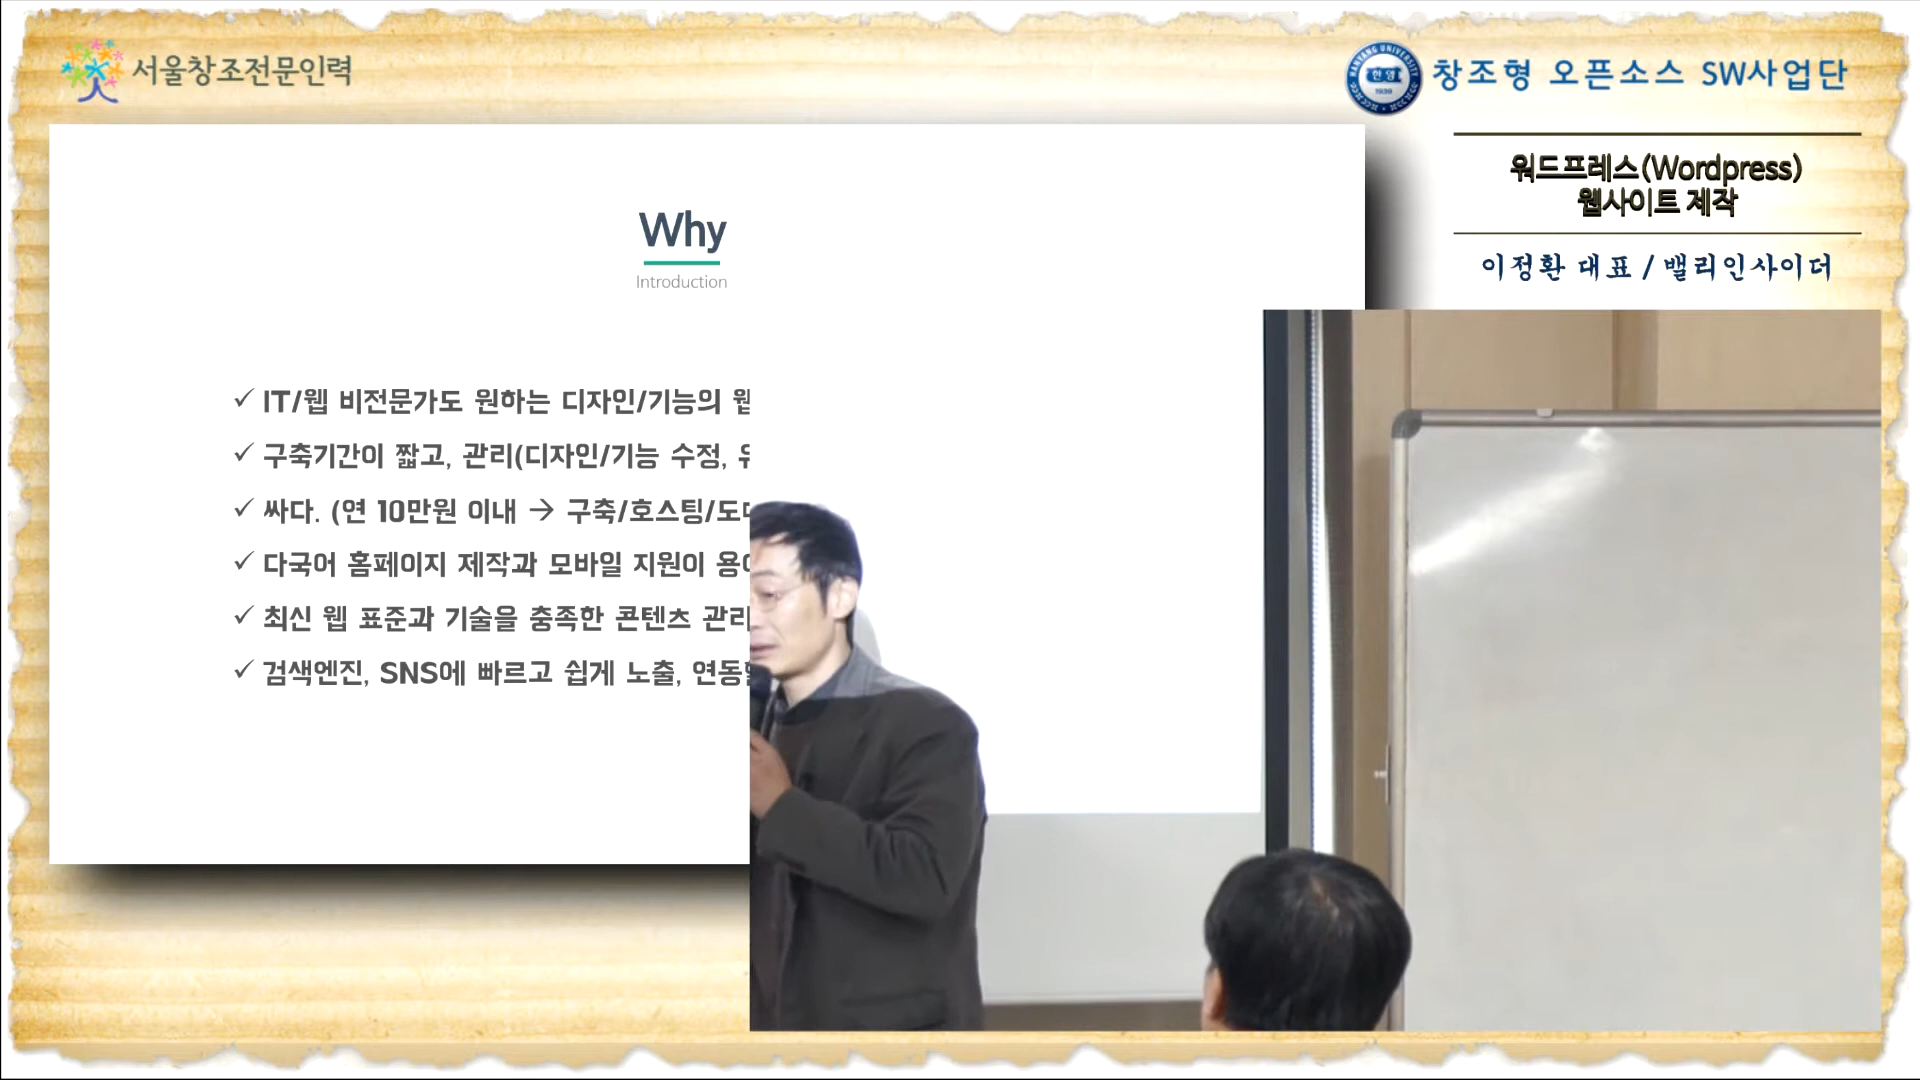 서울창조전문인력
HANYANG UNIVERSITY
한양
1939
창조형 오픈소스 SW사업단
워드프레스(Wordpress)
웹사이트 제작
이정환 대표 / 밸리인사이더
Why
Introduction
✓ IT/웹 비전문가도 원하는 디자인/기능의
✓ 구축기간이 짧고, 관리(디자인/기능 수정,
✓ 싸다. (연 10만원 이내 → 구축/호스팅/
✓ 다국어 홈페이지 제작과 모바일 지원이
✓ 최신 웹 표준과 기술을 충족한 콘텐츠 관리
✓ 검색엔진, SNS에 빠르고 쉽게 노출,